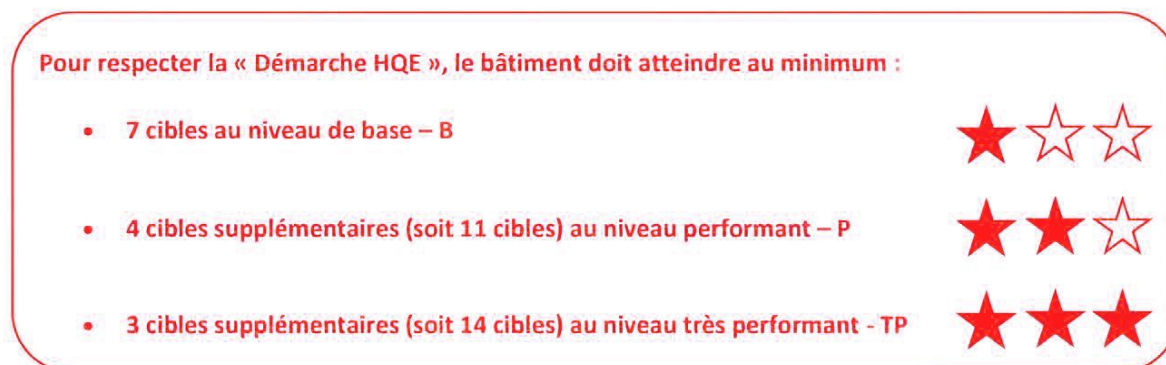 Pour respecter la « Démarche HQE », le bâtiment doit atteindre au minimum :
• 7 cibles au niveau de base – B
• 4 cibles supplémentaires (soit 11 cibles) au niveau performant – P
• 3 cibles supplémentaires (soit 14 cibles) au niveau très performant - TP